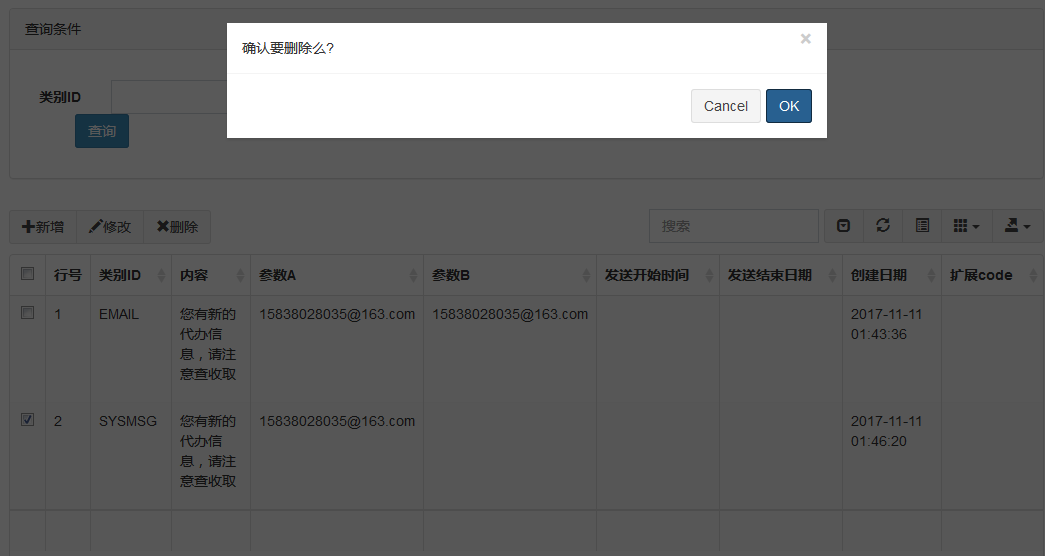 查询条件
确认要删除么?
×
Cancel OK
类别ID
查询
新增 修改 删除 搜索
行号 类别ID 内容 参数A 参数B 发送开始时间 发送结束日期 创建日期 扩展code
1 EMAIL 您有新的 15838028035@163.com 15838028035@163.com 2017-11-11
代办信 01:43:36
息，请注
意查收取
2 SYSMSG 您有新的 15838028035@163.com 2017-11-11
代办信 01:46:20
息，请注
意查收取